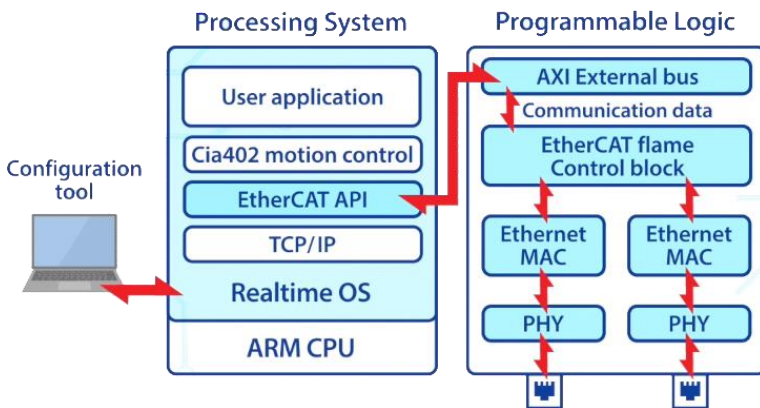 Processing System
User application
Cia402 motion control
EtherCAT API
TCP/IP
Realtime OS
ARM CPU
Configuration
tool
Programmable Logic
AXI External bus
Communication data
EtherCAT flame
Control block
Ethernet
MAC
Ethernet
MAC
PHY
PHY